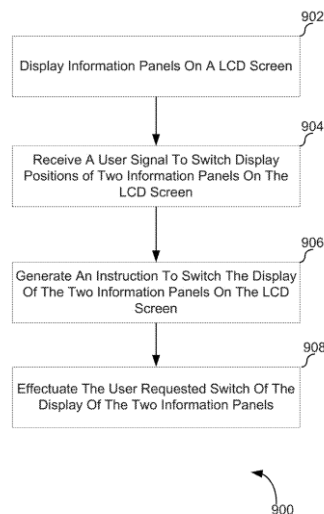 902
Display Information Panels On A LCD Screen
904
Receive A User Signal To Switch Display
Positions of Two Information Panels On The
LCD Screen
906
Generate An Instruction To Switch The Display
Of The Two Information Panels On The LCD
Screen
908
Effectuate The User Requested Switch Of The
Display Of The Two Information Panels
900